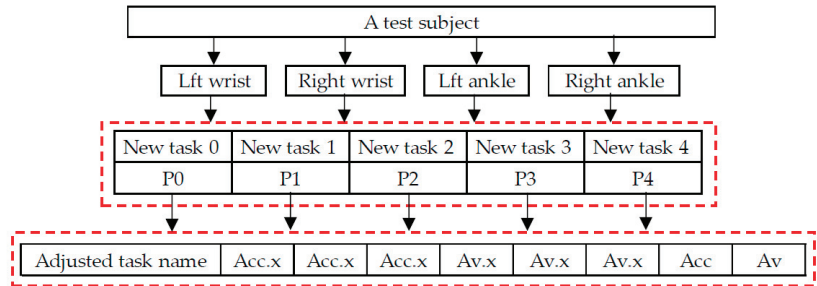 A test subject
Lft wrist Right wrist Lft ankle Right ankle
New task 0 New task 1 New task 2 New task 3 New task 4
P0 P1 P2 P3 P4
Adjusted task name Acc.x Acc.x Acc.x Av.x Av.x Av.x Acc Av